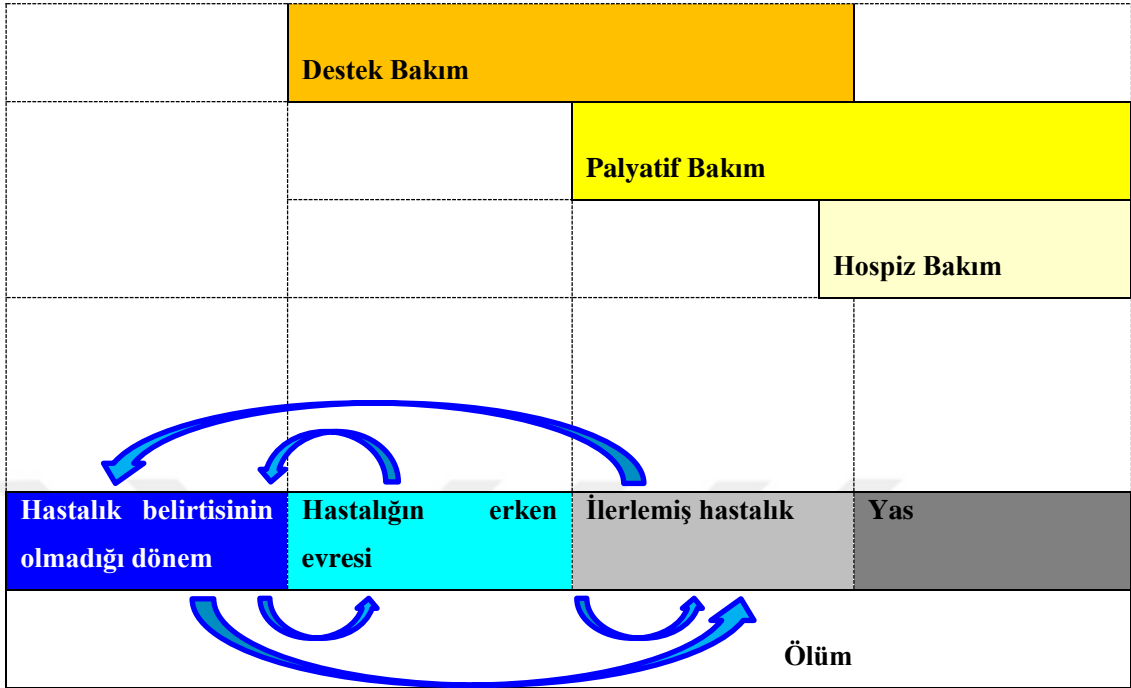 Destek Bakım
Palyatif Bakım
Hospiz Bakım
Hastalık belirtisinin
olmadığı dönem
Hastalığın erken
evresi
İlerlemiş hastalık
Yas
Ölüm